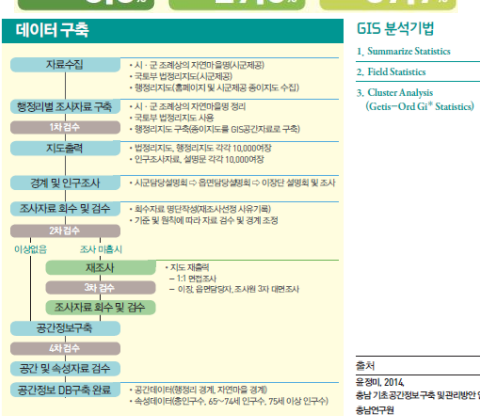 데이터 구축
자료수집
• 시 · 군 조례상의 자연마을명(시군제공)
• 국토부 법정리지도(시군제공)
• 행정리지도(홈페이지 및 시군제공 종이지도 수집)
행정리별 조사자료 구축
• 시 · 군 조례상의 자연마을명 정리
• 국토부 법정리지도 사용
• 행정리지도 구축(종이지도를 GIS공간자료로 구축)
1차 검수
지도출력
• 법정리지도, 행정리지도 각각 10,000여장
• 인구조사자료, 설명문 각각 10,000여장
경계 및 인구조사
• 시군담당설명회 ⇨ 읍면담당설명회 ⇨ 이장단 설명회 및 조사
조사자료 회수 및 검수
• 회수자료 명단작성(재조사선정 사유기록)
• 기준 및 원칙에 따라 자료 검수 및 경계 조정
2차 검수
이상없음
조사 미흡시
재조사
• 지도 재출력
– 1:1 면접조사
– 이장, 읍면담당자, 조사원 3자 대면조사
3차 검수
조사자료 회수 및 검수
공간정보구축
4차 검수
공간 및 속성자료 검수
공간정보 DB구축 완료
• 공간데이터(행정리 경계, 자연마을 경계)
• 속성데이터(총인구수, 65~74세 인구수, 75세 이상 인구수)
GIS 분석기법
1. Summarize Statistics
2. Field Statistics
3. Cluster Analysis
(Getis–Ord Gi* Statistics)
출처
윤정미, 2014,
충남 기초공간정보 구축 및 관리방안
충남연구원